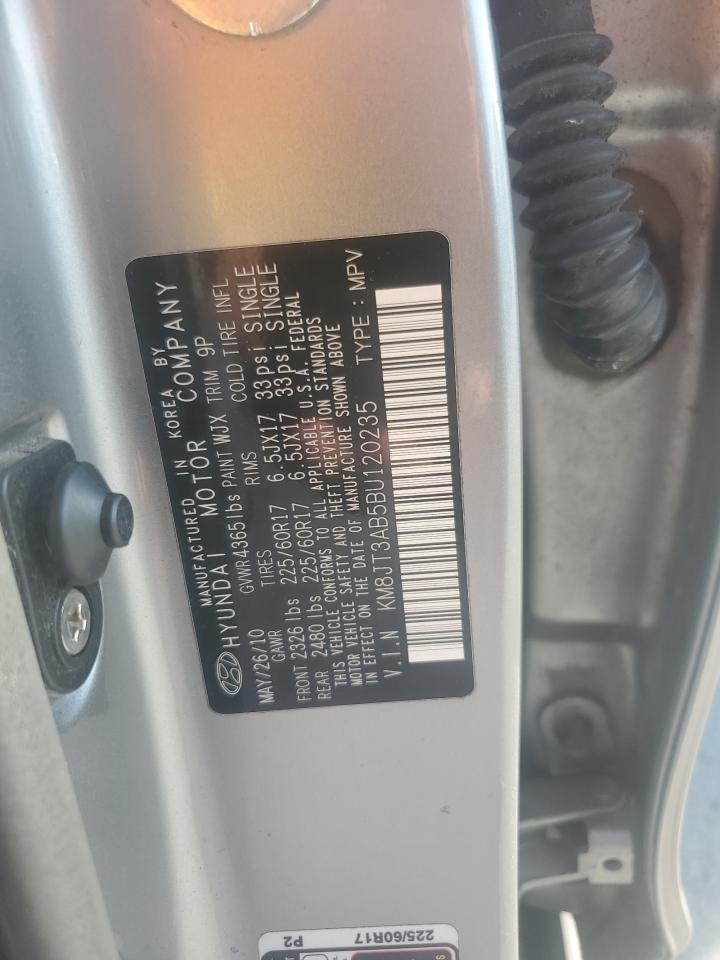 MANUFACTURED IN KOREA BY
HYUNDAI MOTOR COMPANY
MAY/26/10 GVWR4365lbs PAINT WJX TRIM 9P
GAWR TIRES RIMS COLD TIRE INFL
FRONT 2326 lbs 225/60R17 6.5JX17 33psi SINGLE
REAR 2480 lbs 225/60R17 6.5JX17 33psi SINGLE
THIS VEHICLE CONFORMS TO ALL APPLICABLE U.S.A. FEDERAL
MOTOR VEHICLE SAFETY AND THEFT PREVENTION STANDARDS
IN EFFECT ON THE DATE OF MANUFACTURE SHOWN ABOVE
V.I.N KM8JT3AB5BU120235 TYPE : MPV
225/60R17
P2